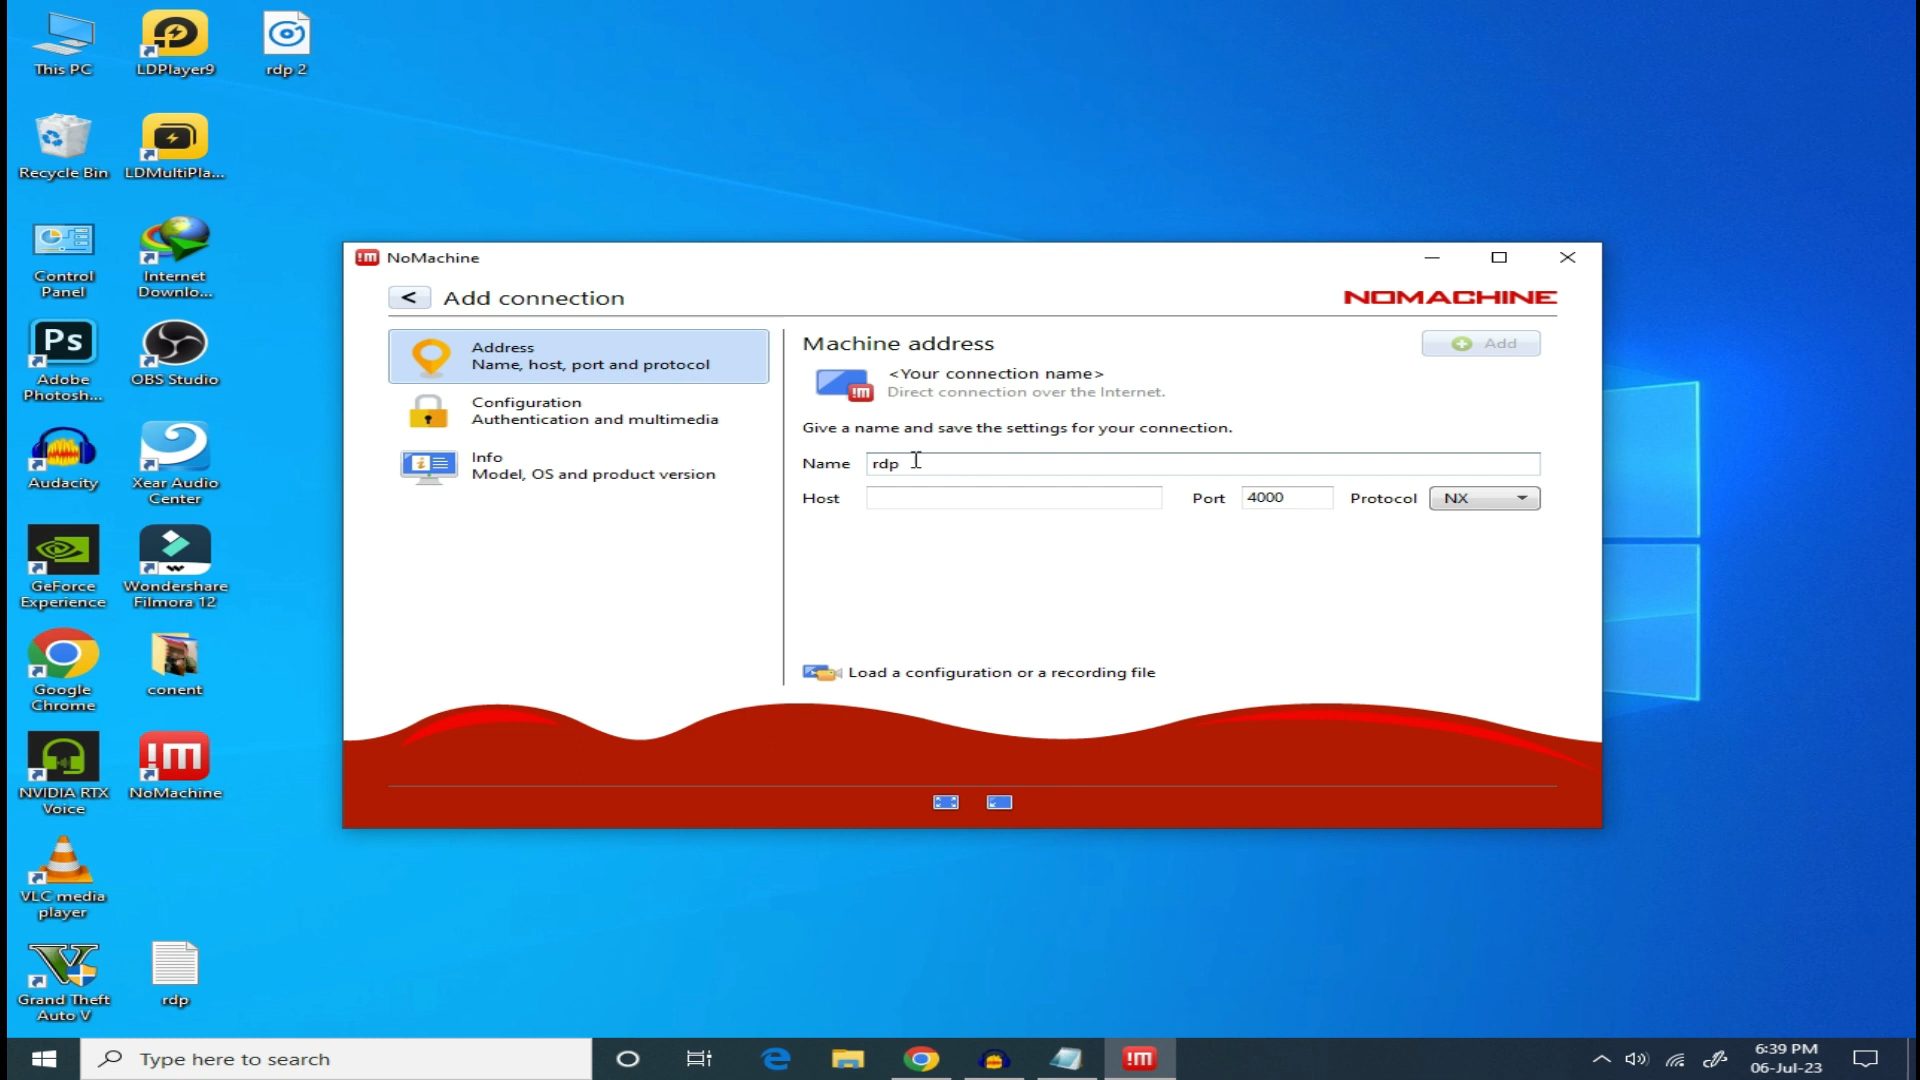 This PC
LDPlayer9
rdp 2
Recycle Bin
LDMultiPla...
Control
Panel
Internet
Downlo...
Ps
Adobe
Photosh...
OBS Studio
Audacity
Xear Audio
Center
GeForce
Experience
Wondershare
Filmora 12
Google
Chrome
conent
NVIDIA RTX
Voice
!m
NoMachine
VLC media
player
Grand Theft
Auto V
rdp
!m NoMachine
< Add connection
NOMACHINE
Address
Name, host, port and protocol
Configuration
Authentication and multimedia
Info
Model, OS and product version
Machine address
Add
!m
<Your connection name>
Direct connection over the Internet.
Give a name and save the settings for your connection.
Name rdp
Host Port 4000 Protocol NX
Load a configuration or a recording file
Type here to search
!m
6:39 PM
06-Jul-23